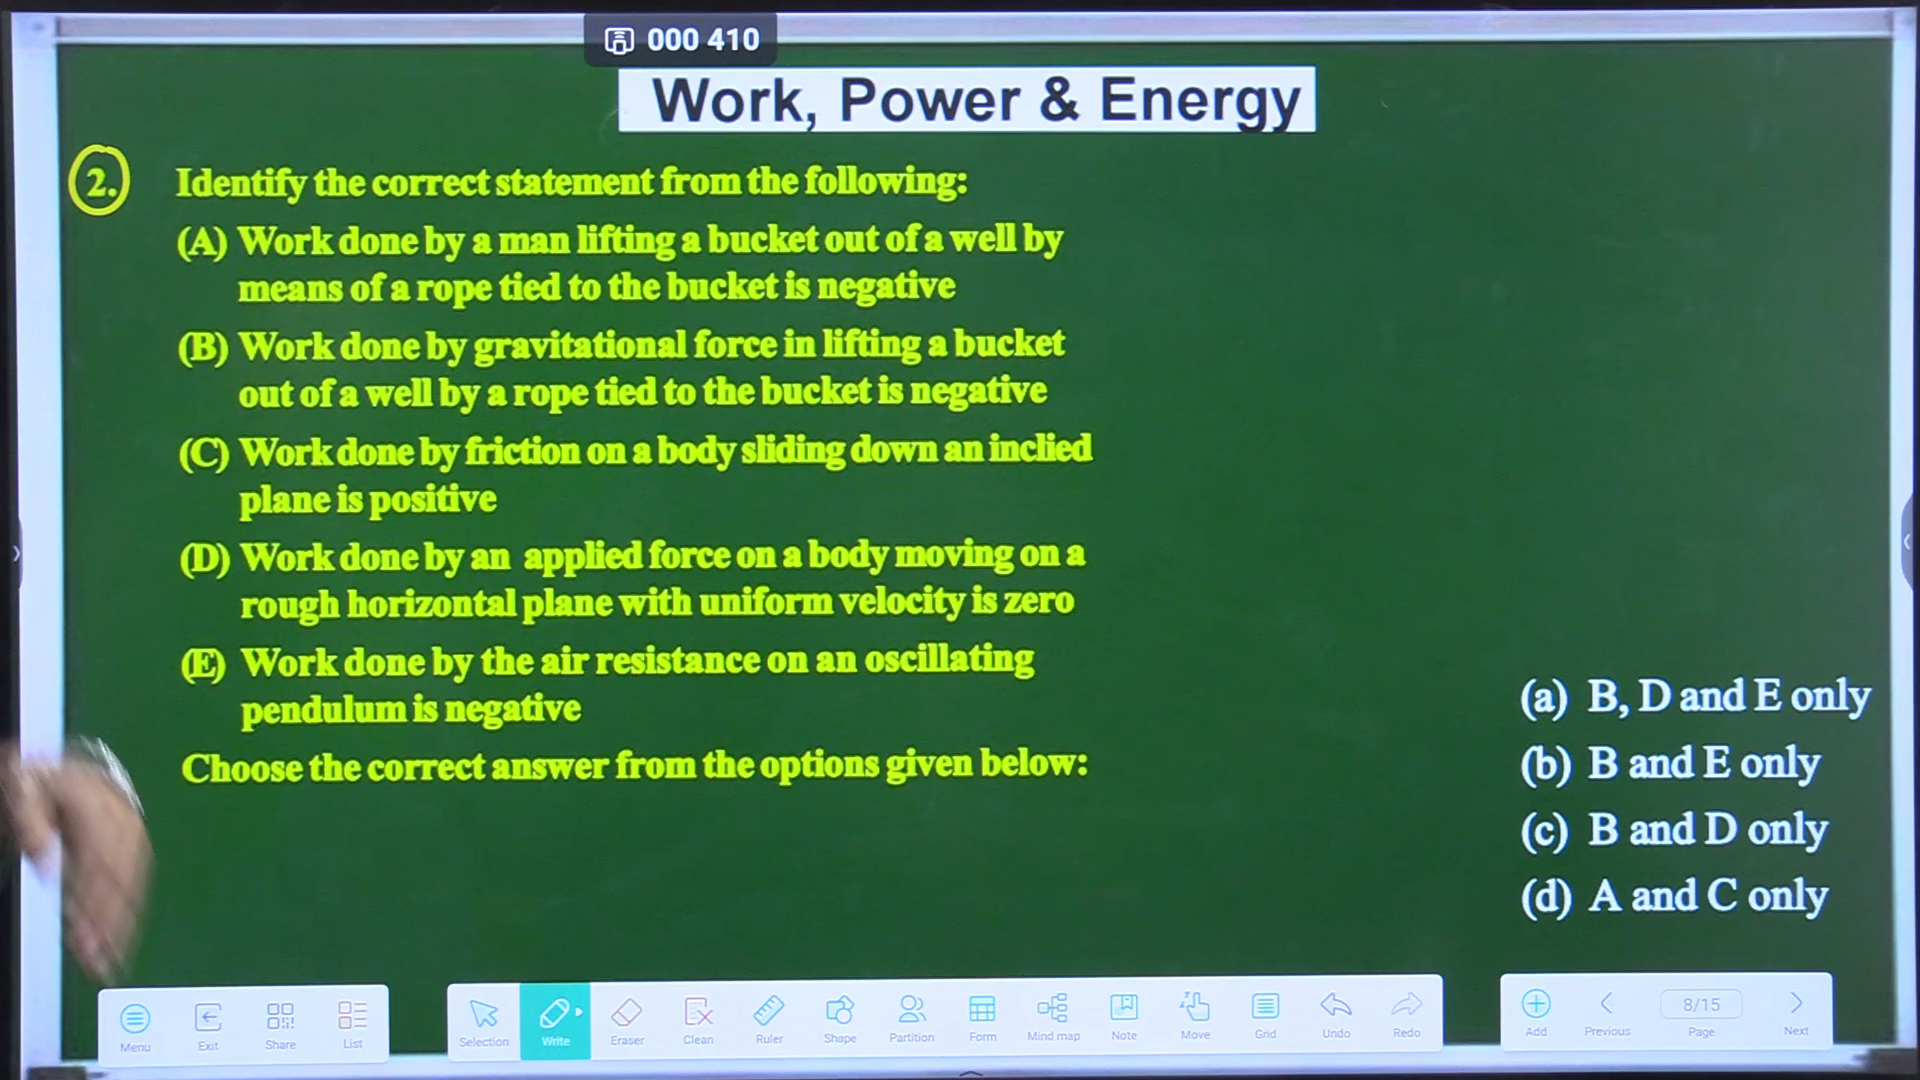 000 410
Work, Power & Energy
2. Identify the correct statement from the following:
(A) Work done by a man lifting a bucket out of a well by
means of a rope tied to the bucket is negative
(B) Work done by gravitational force in lifting a bucket
out of a well by a rope tied to the bucket is negative
(C) Work done by friction on a body sliding down an inclied
plane is positive
(D) Work done by an applied force on a body moving on a
rough horizontal plane with uniform velocity is zero
(E) Work done by the air resistance on an oscillating
pendulum is negative
Choose the correct answer from the options given below:
(a) B, D and E only
(b) B and E only
(c) B and D only
(d) A and C only
Menu Exit Share List
Selection Write Eraser Clean Ruler Shape Partition Form Mind map Note Move Grid Undo Redo
8/15
Add Previous Page Next